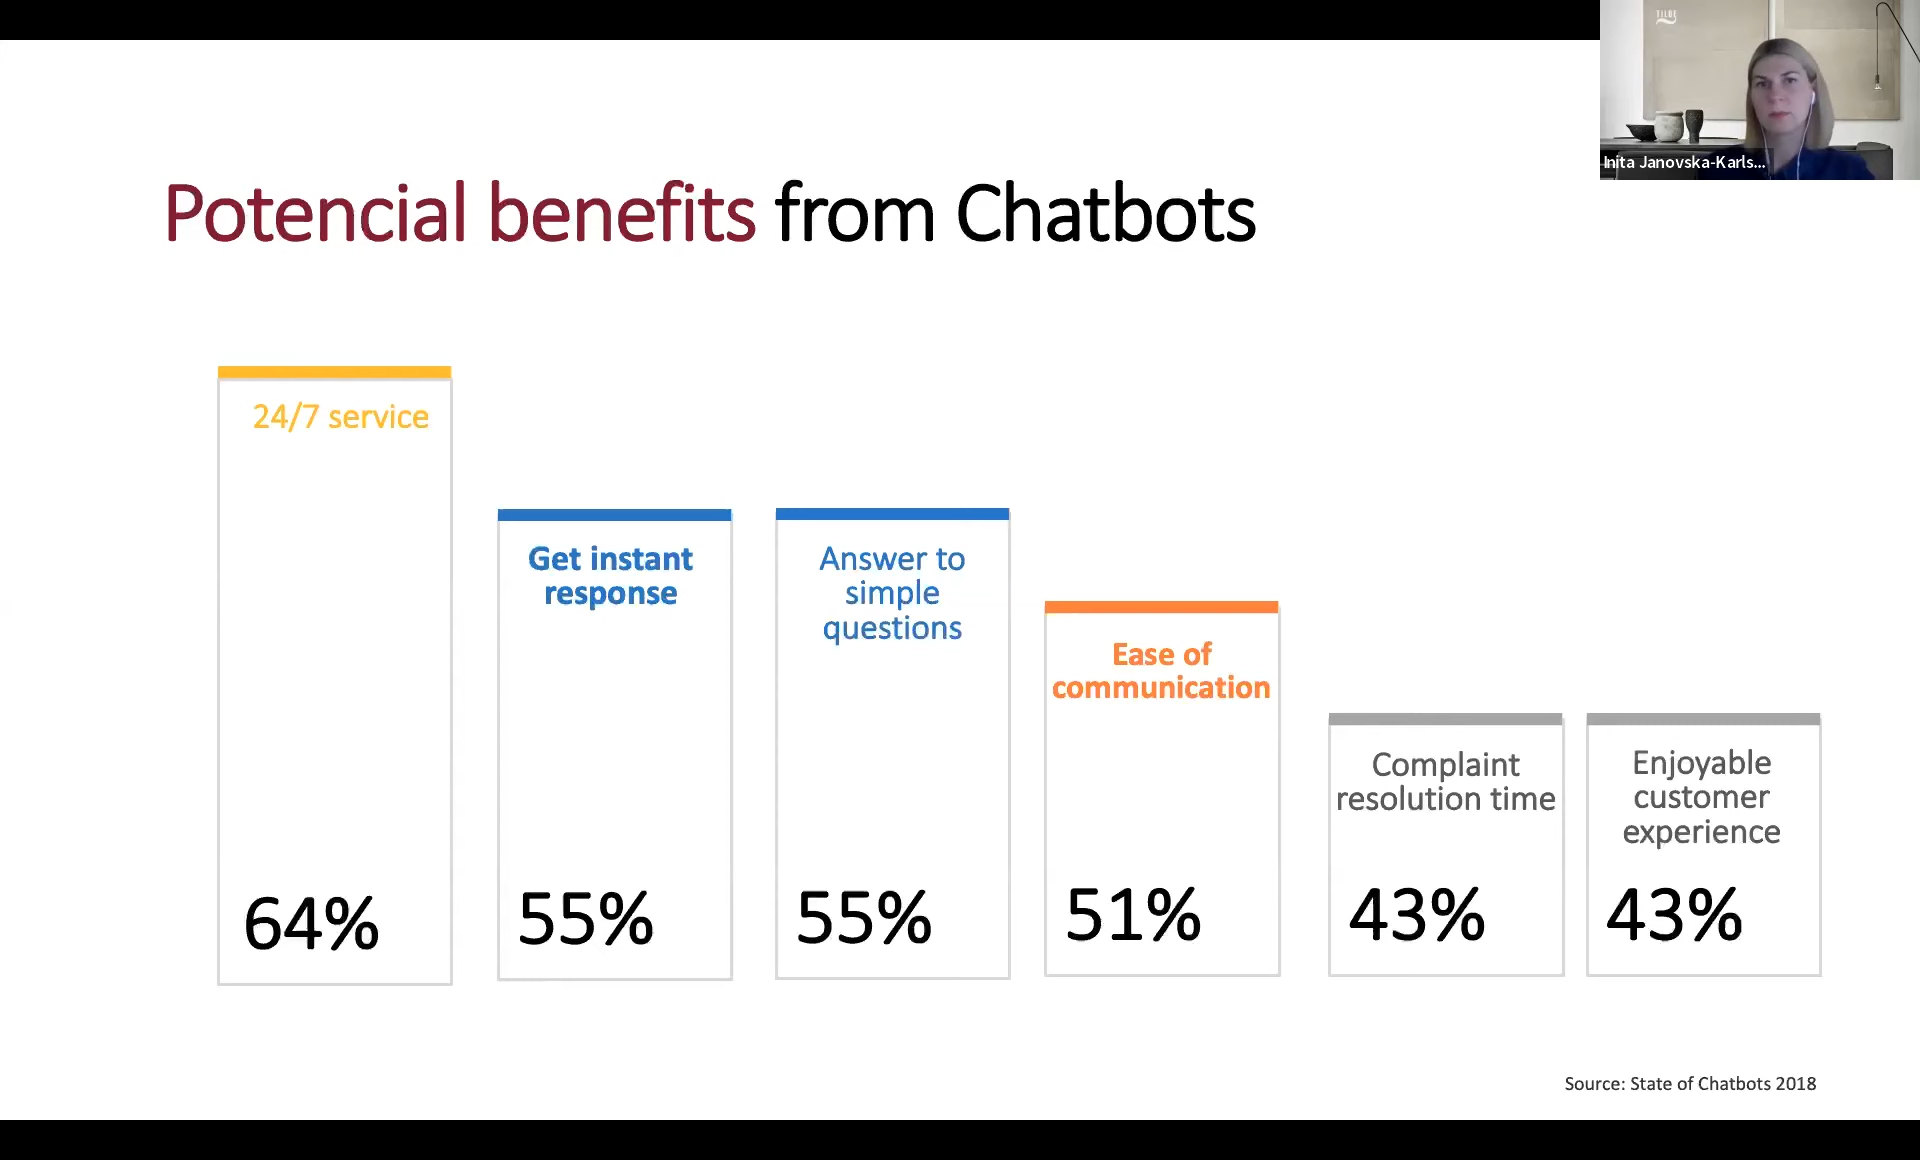 TILDE
Inita Janovska-Karls...
Potencial benefits from Chatbots
24/7 service
64%
Get instant
response
55%
Answer to
simple
questions
55%
Ease of
communication
51%
Complaint
resolution time
43%
Enjoyable
customer
experience
43%
Source: State of Chatbots 2018